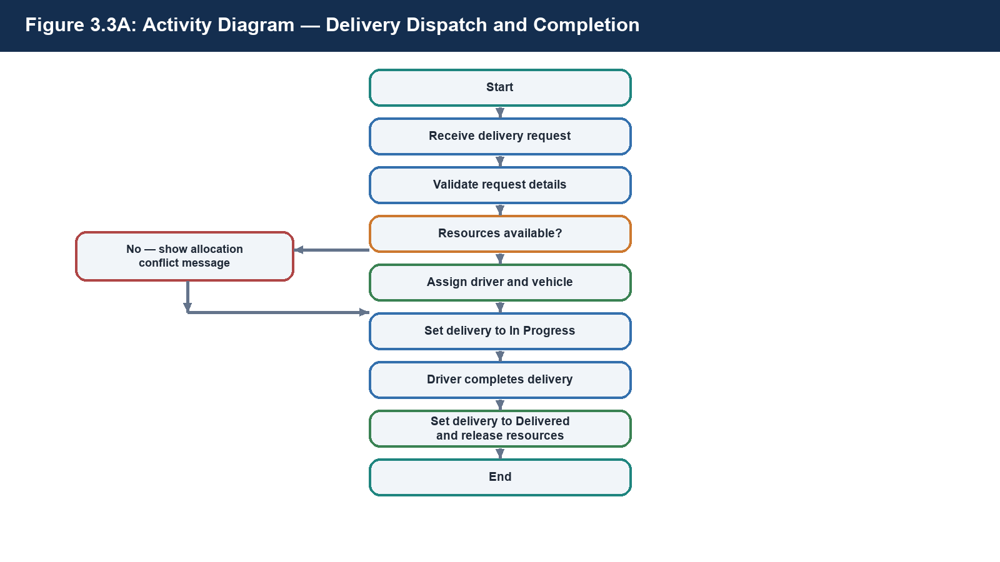 Figure 3.3A: Activity Diagram — Delivery Dispatch and Completion
Start
Receive delivery request
Validate request details
Resources available?
No — show allocation
conflict message
Assign driver and vehicle
Set delivery to In Progress
Driver completes delivery
Set delivery to Delivered
and release resources
End